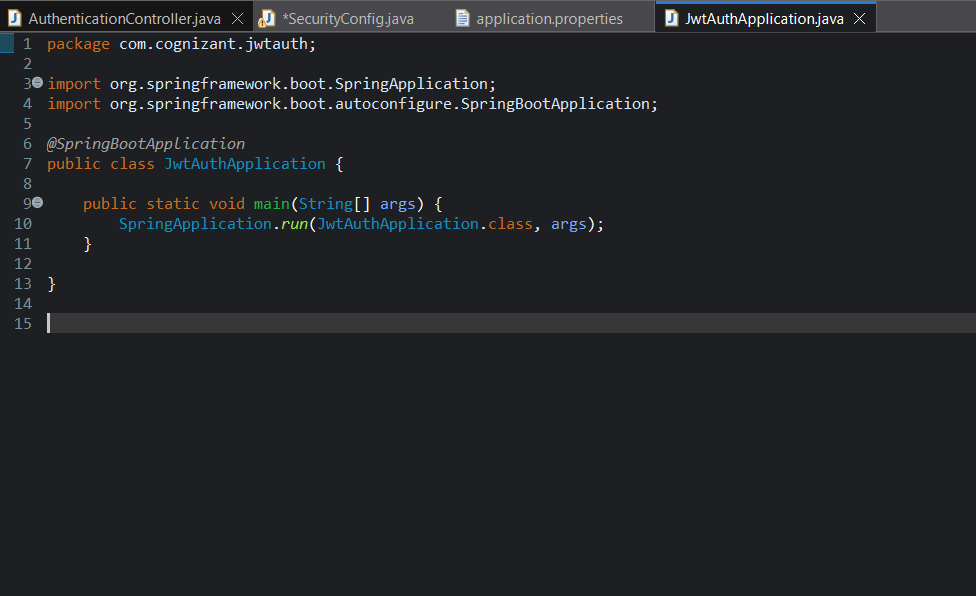 AuthenticationController.java *SecurityConfig.java application.properties JwtAuthApplication.java
1 package com.cognizant.jwtauth;
2
3 import org.springframework.boot.SpringApplication;
4 import org.springframework.boot.autoconfigure.SpringBootApplication;
5
6 @SpringBootApplication
7 public class JwtAuthApplication {
8
9 public static void main(String[] args) {
10 SpringApplication.run(JwtAuthApplication.class, args);
11 }
12
13 }
14
15